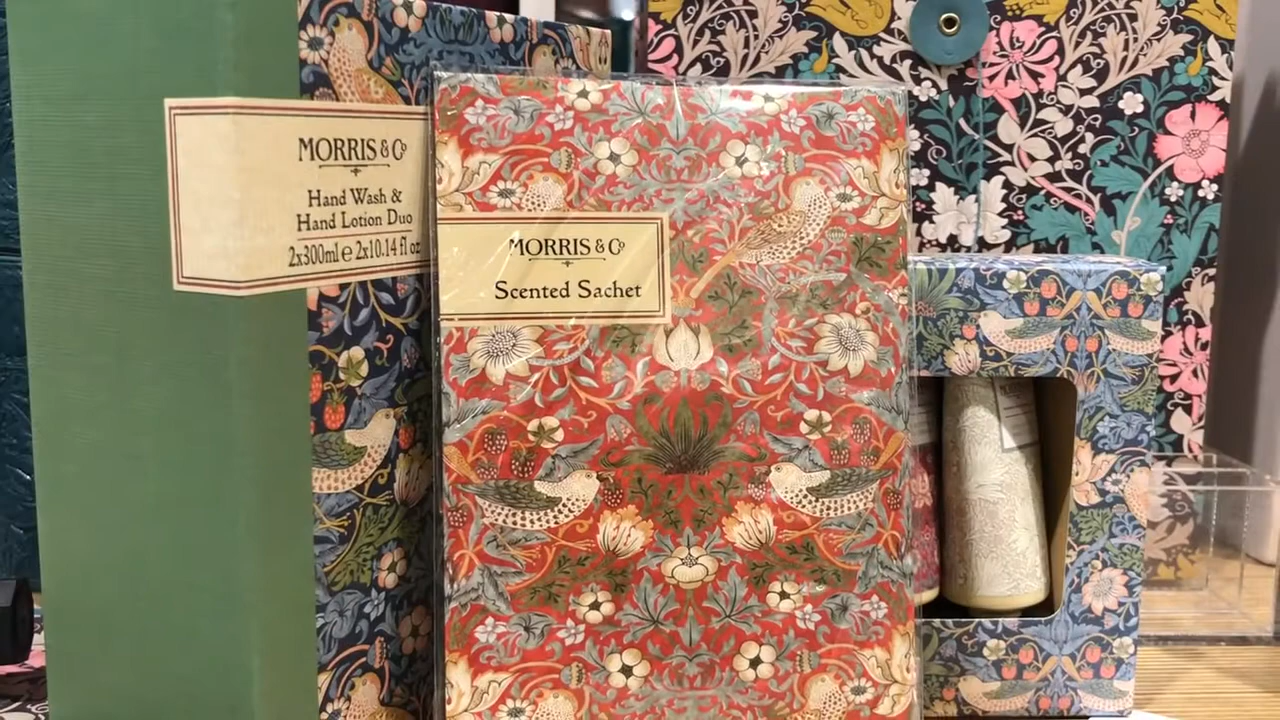 MORRIS & Co
Hand Wash &
Hand Lotion Duo
2x300ml e 2x10.14 fl oz
MORRIS & Co
Scented Sachet